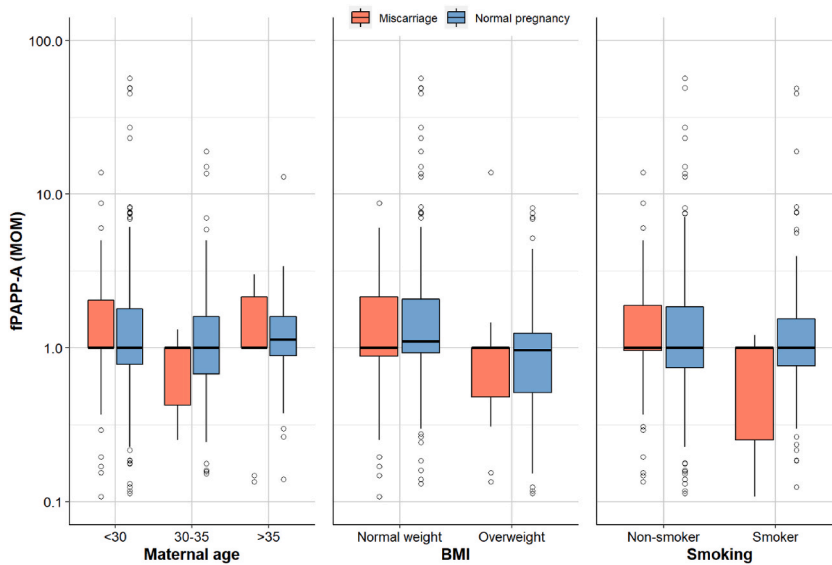 Miscarriage Normal pregnancy
fPAPP-A (MOM)
100.0
10.0
1.0
0.1
<30 30-35 >35 Normal weight Overweight Non-smoker Smoker
Maternal age BMI Smoking